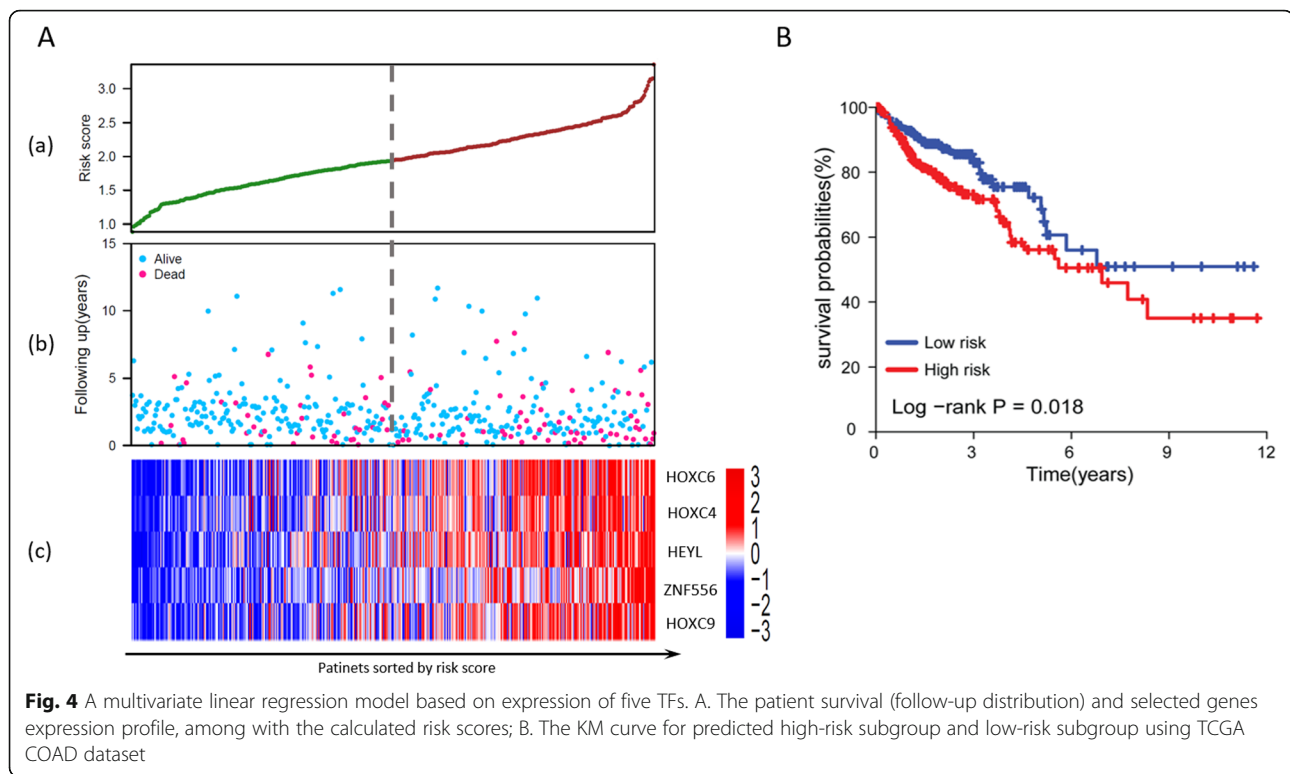 A
(a)
Risk score
3.0
2.5
2.0
1.5
1.0
(b)
Following up(years)
15
10
5
0
Alive
Dead
(c)
HOXC6
HOXC4
HEYL
ZNF556
HOXC9
3
2
1
0
−1
−2
−3
Patinets sorted by risk score
B
survival probabilities(%)
100
80
60
40
20
0
Low risk
High risk
Log −rank P = 0.018
0 3 6 9 12
Time(years)
Fig. 4 A multivariate linear regression model based on expression of five TFs. A. The patient survival (follow-up distribution) and selected genes
expression profile, among with the calculated risk scores; B. The KM curve for predicted high-risk subgroup and low-risk subgroup using TCGA
COAD dataset